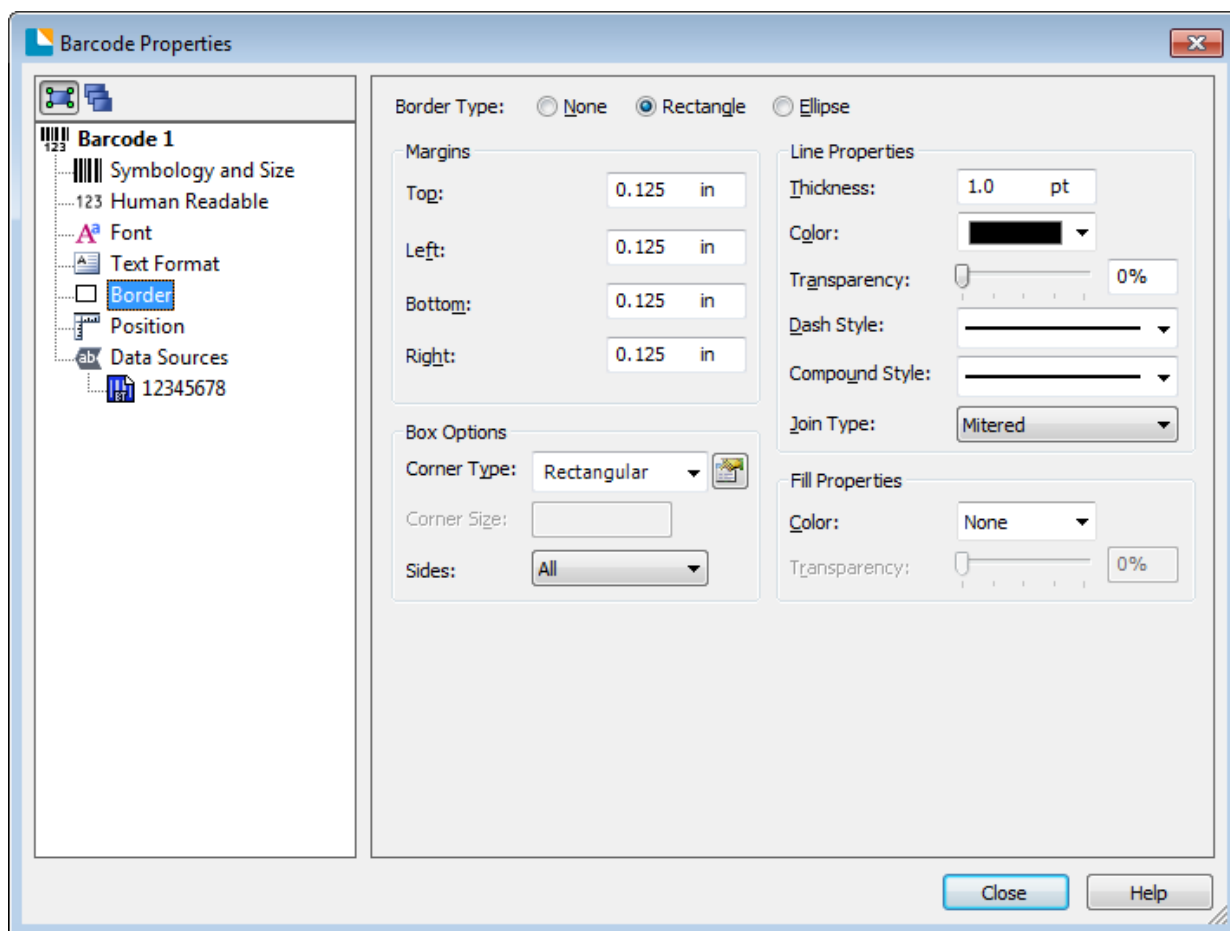 Barcode Properties
Barcode 1
Symbology and Size
123 Human Readable
Font
Text Format
Border
Position
Data Sources
12345678
Border Type: None Rectangle Ellipse
Margins
Top: 0.125 in
Left: 0.125 in
Bottom: 0.125 in
Right: 0.125 in
Box Options
Corner Type: Rectangular
Corner Size:
Sides: All
Line Properties
Thickness: 1.0 pt
Color:
Transparency: 0%
Dash Style:
Compound Style:
Join Type: Mitered
Fill Properties
Color: None
Transparency: 0%
Close Help